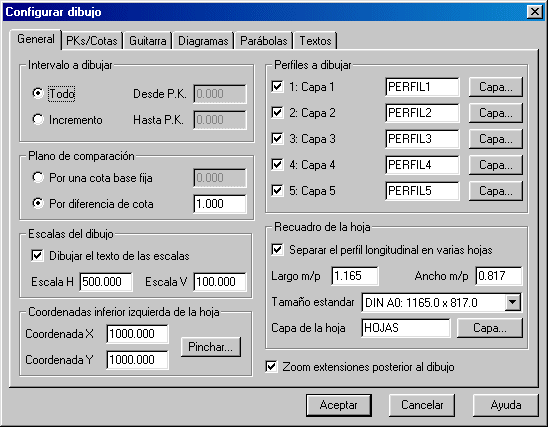 Configurar dibujo
General PKs/Cotas Guitarra Diagramas Parábolas Textos
Intervalo a dibujar
Todo Desde P.K. 0.000
Incremento Hasta P.K. 0.000
Plano de comparación
Por una cota base fija 0.000
Por diferencia de cota 1.000
Escalas del dibujo
Dibujar el texto de las escalas
Escala H 500.000 Escala V 100.000
Coordenadas inferior izquierda de la hoja
Coordenada X 1000.000
Coordenada Y 1000.000
Pinchar...
Perfiles a dibujar
1: Capa 1 PERFIL1 Capa...
2: Capa 2 PERFIL2 Capa...
3: Capa 3 PERFIL3 Capa...
4: Capa 4 PERFIL4 Capa...
5: Capa 5 PERFIL5 Capa...
Recuadro de la hoja
Separar el perfil longitudinal en varias hojas
Largo m/p 1.165 Ancho m/p 0.817
Tamaño estandar DIN A0: 1165.0 x 817.0
Capa de la hoja HOJAS Capa...
Zoom extensiones posterior al dibujo
Aceptar Cancelar Ayuda